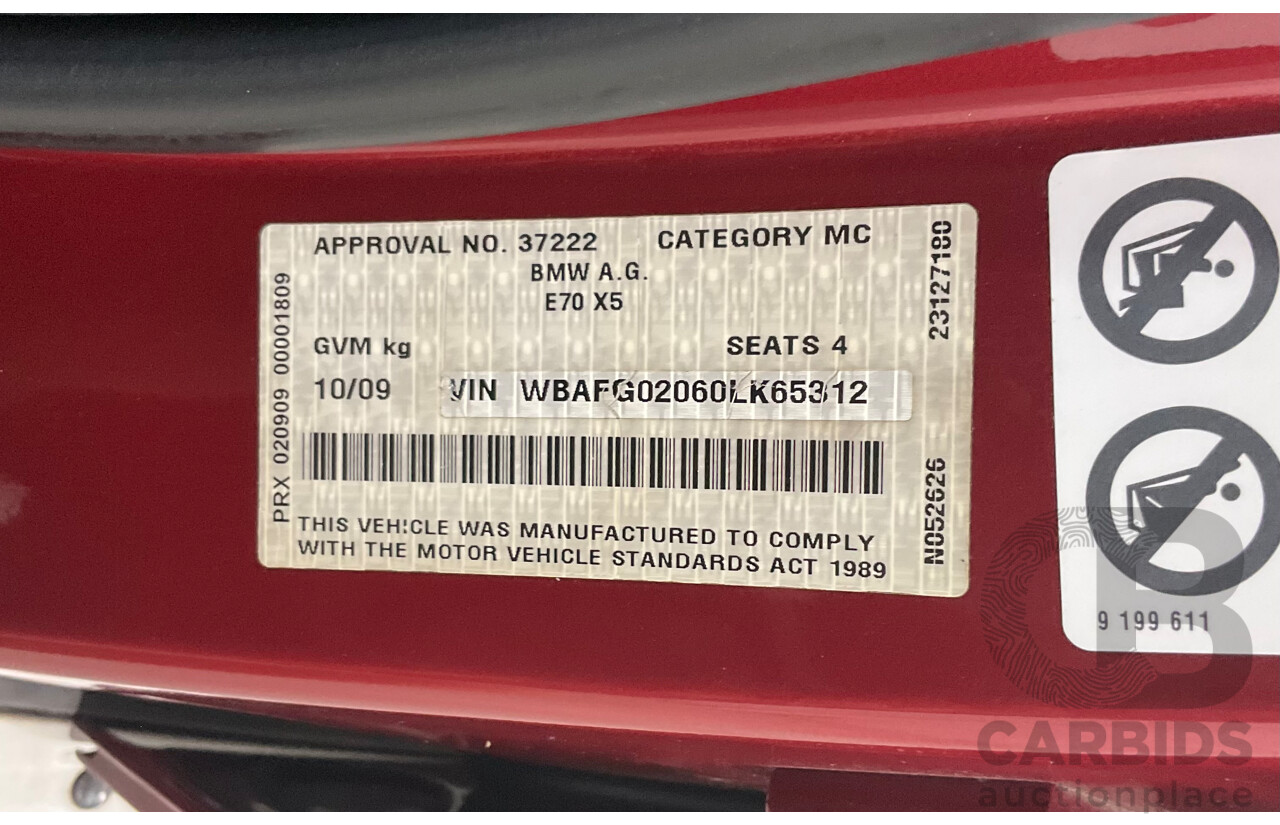 APPROVAL NO. 37222 CATEGORY MC
BMW A.G.
E70 X5
GVM kg SEATS 4
10/09 VIN WBAFG02060LK65312
THIS VEHICLE WAS MANUFACTURED TO COMPLY
WITH THE MOTOR VEHICLE STANDARDS ACT 1989
PRX 020909 00001809
23127180
N052626
9 199 611
CB
CARBIDS
auctionplace